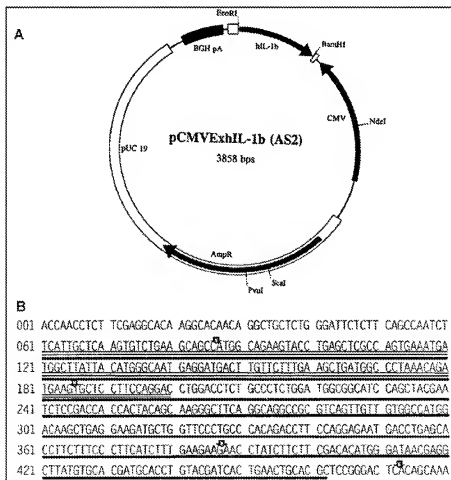 A
EcoRI
BGH pA
hIL-1b
BamHI
CMV
NdeI
pUC 19
pCMVExhIL-1b (AS2)
3858 bps
AmpR
PvuI
ScaI
B
001 ACCAACCTCT TCGAGGCACA AGGCACAACA GGCTGCTCTG GGATTCTCTT CAGCCAATCT
061 TCATTGCTCA AGTGTCTGAA GCAGCCATGG CAGAAGTACC TGAGCTCGCC AGTGAAATGA
121 TGGCTTATTA CATGGGCAAT GAGGATGACT TGTTCTTTGA AGCTGATGGC CCTAAACAGA
181 TGAAGTGCTC CTTCCAGGAC CTGGACCTCT GCCCTCTGGA TGGCGGCATC CAGCTACGAA
241 TCTCCGACCA CCACTACAGC AAGGGCTTCA GGCAGGCCGC GTCAGTTGTT GTGGCCATGG
301 ACAAGCTGAG GAAGATGCTG GTTCCCTGCC CACAGACCTT CCAGGAGAAT GACCTGAGCA
361 CCTTCTTTCC CTTCATCTTT GAAGAAGAAC CTATCTTCTT CGACACATGG GATAACGAGG
421 CTTATGTGCA CGATGCACCT GTACGATCAC TGAACTGCAC GCTCCGGGAC TCACAGCAAA